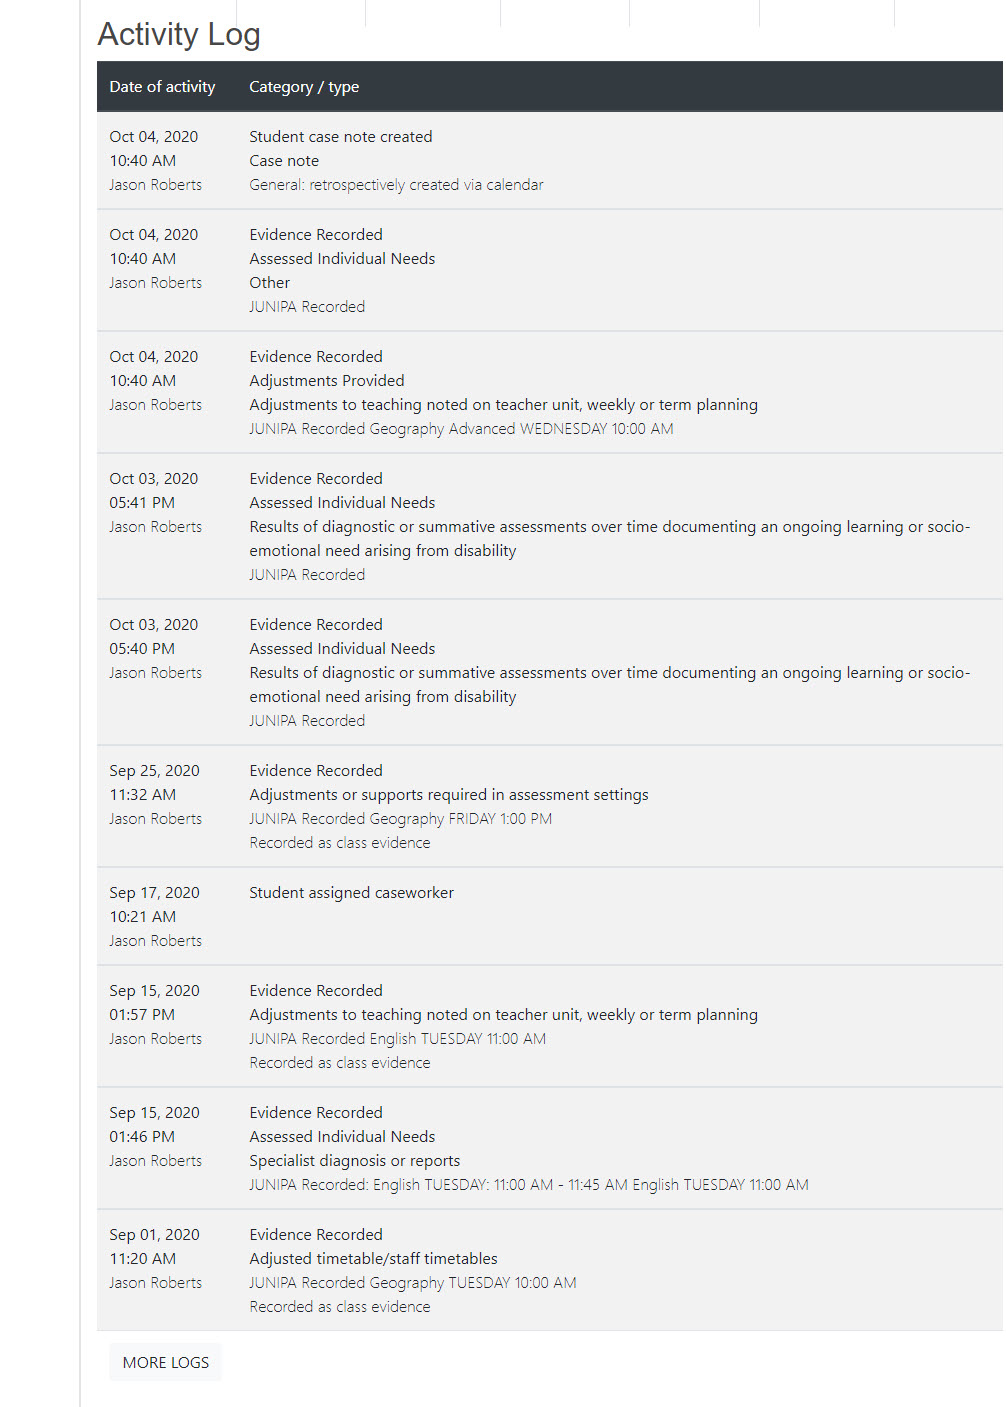 Activity Log
Date of activity Category / type
Oct 04, 2020 Student case note created
10:40 AM Case note
Jason Roberts General: retrospectively created via calendar
Oct 04, 2020 Evidence Recorded
10:40 AM Assessed Individual Needs
Jason Roberts Other
JUNIPA Recorded
Oct 04, 2020 Evidence Recorded
10:40 AM Adjustments Provided
Jason Roberts Adjustments to teaching noted on teacher unit, weekly or term planning
JUNIPA Recorded Geography Advanced WEDNESDAY 10:00 AM
Oct 03, 2020 Evidence Recorded
05:41 PM Assessed Individual Needs
Jason Roberts Results of diagnostic or summative assessments over time documenting an ongoing learning or socio-
emotional need arising from disability
JUNIPA Recorded
Oct 03, 2020 Evidence Recorded
05:40 PM Assessed Individual Needs
Jason Roberts Results of diagnostic or summative assessments over time documenting an ongoing learning or socio-
emotional need arising from disability
JUNIPA Recorded
Sep 25, 2020 Evidence Recorded
11:32 AM Adjustments or supports required in assessment settings
Jason Roberts JUNIPA Recorded Geography FRIDAY 1:00 PM
Recorded as class evidence
Sep 17, 2020 Student assigned caseworker
10:21 AM
Jason Roberts
Sep 15, 2020 Evidence Recorded
01:57 PM Adjustments to teaching noted on teacher unit, weekly or term planning
Jason Roberts JUNIPA Recorded English TUESDAY 11:00 AM
Recorded as class evidence
Sep 15, 2020 Evidence Recorded
01:46 PM Assessed Individual Needs
Jason Roberts Specialist diagnosis or reports
JUNIPA Recorded: English TUESDAY: 11:00 AM - 11:45 AM English TUESDAY 11:00 AM
Sep 01, 2020 Evidence Recorded
11:20 AM Adjusted timetable/staff timetables
Jason Roberts JUNIPA Recorded Geography TUESDAY 10:00 AM
Recorded as class evidence
MORE LOGS